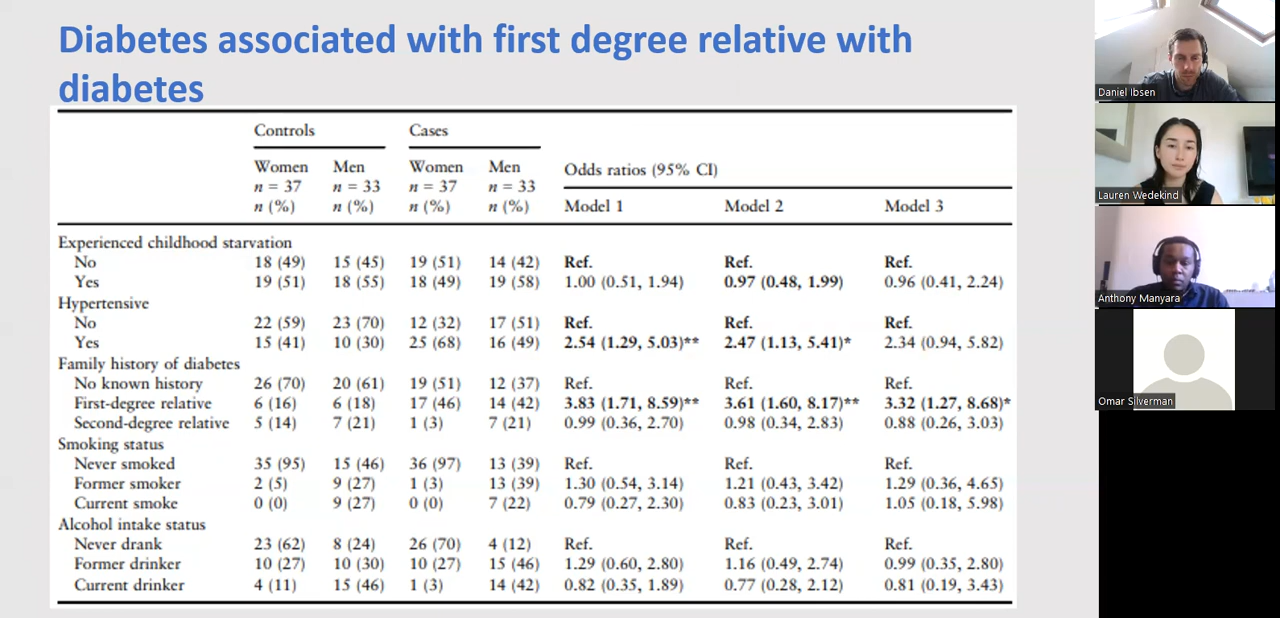 Diabetes associated with first degree relative with
diabetes
Controls Cases
Women Men Women Men Odds ratios (95% CI)
n = 37 n = 33 n = 37 n = 33
n (%) n (%) n (%) n (%) Model 1 Model 2 Model 3
Experienced childhood starvation
No 18 (49) 15 (45) 19 (51) 14 (42) Ref. Ref. Ref.
Yes 19 (51) 18 (55) 18 (49) 19 (58) 1.00 (0.51, 1.94) 0.97 (0.48, 1.99) 0.96 (0.41, 2.24)
Hypertensive
No 22 (59) 23 (70) 12 (32) 17 (51) Ref. Ref. Ref.
Yes 15 (41) 10 (30) 25 (68) 16 (49) 2.54 (1.29, 5.03)** 2.47 (1.13, 5.41)* 2.34 (0.94, 5.82)
Family history of diabetes
No known history 26 (70) 20 (61) 19 (51) 12 (37) Ref. Ref. Ref.
First-degree relative 6 (16) 6 (18) 17 (46) 14 (42) 3.83 (1.71, 8.59)** 3.61 (1.60, 8.17)** 3.32 (1.27, 8.68)*
Second-degree relative 5 (14) 7 (21) 1 (3) 7 (21) 0.99 (0.36, 2.70) 0.98 (0.34, 2.83) 0.88 (0.26, 3.03)
Smoking status
Never smoked 35 (95) 15 (46) 36 (97) 13 (39) Ref. Ref. Ref.
Former smoker 2 (5) 9 (27) 1 (3) 13 (39) 1.30 (0.54, 3.14) 1.21 (0.43, 3.42) 1.29 (0.36, 4.65)
Current smoke 0 (0) 9 (27) 0 (0) 7 (22) 0.79 (0.27, 2.30) 0.83 (0.23, 3.01) 1.05 (0.18, 5.98)
Alcohol intake status
Never drank 23 (62) 8 (24) 26 (70) 4 (12) Ref. Ref. Ref.
Former drinker 10 (27) 10 (30) 10 (27) 15 (46) 1.29 (0.60, 2.80) 1.16 (0.49, 2.74) 0.99 (0.35, 2.80)
Current drinker 4 (11) 15 (46) 1 (3) 14 (42) 0.82 (0.35, 1.89) 0.77 (0.28, 2.12) 0.81 (0.19, 3.43)
Daniel Ibsen
Lauren Wedekind
Anthony Manyara
Omar Silverman